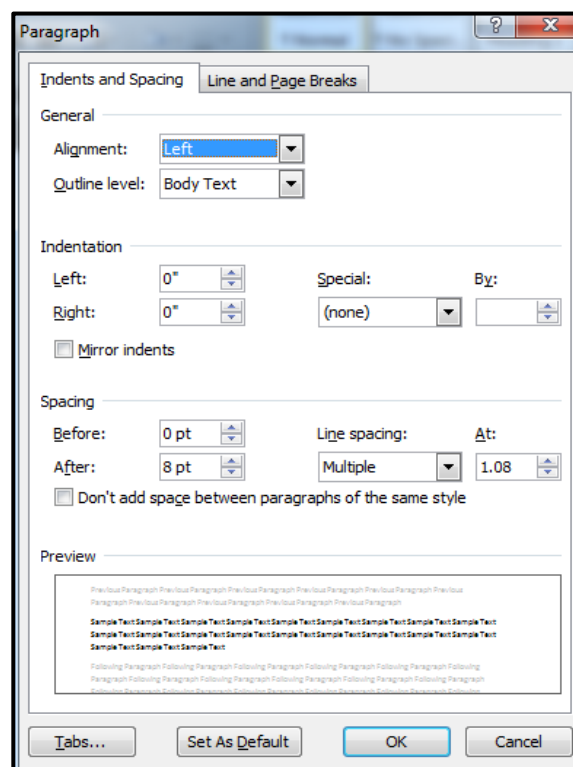 Paragraph
Indents and Spacing Line and Page Breaks
General
Alignment: Left
Outline level: Body Text
Indentation
Left: 0" Special: By:
Right: 0" (none)
Mirror indents
Spacing
Before: 0 pt Line spacing: At:
After: 8 pt Multiple 1.08
Don't add space between paragraphs of the same style
Preview
Previous Paragraph Previous Paragraph Previous Paragraph Previous Paragraph Previous Paragraph Previous
Paragraph Previous Paragraph Previous Paragraph Previous Paragraph Previous Paragraph
Sample Text Sample Text Sample Text Sample Text Sample Text Sample Text Sample Text Sample Text Sample Text
Sample Text Sample Text Sample Text Sample Text Sample Text Sample Text Sample Text Sample Text Sample Text
Sample Text Sample Text Sample Text
Following Paragraph Following Paragraph Following Paragraph Following Paragraph Following Paragraph Following
Paragraph Following Paragraph Following Paragraph Following Paragraph Following Paragraph Following
Tabs... Set As Default OK Cancel